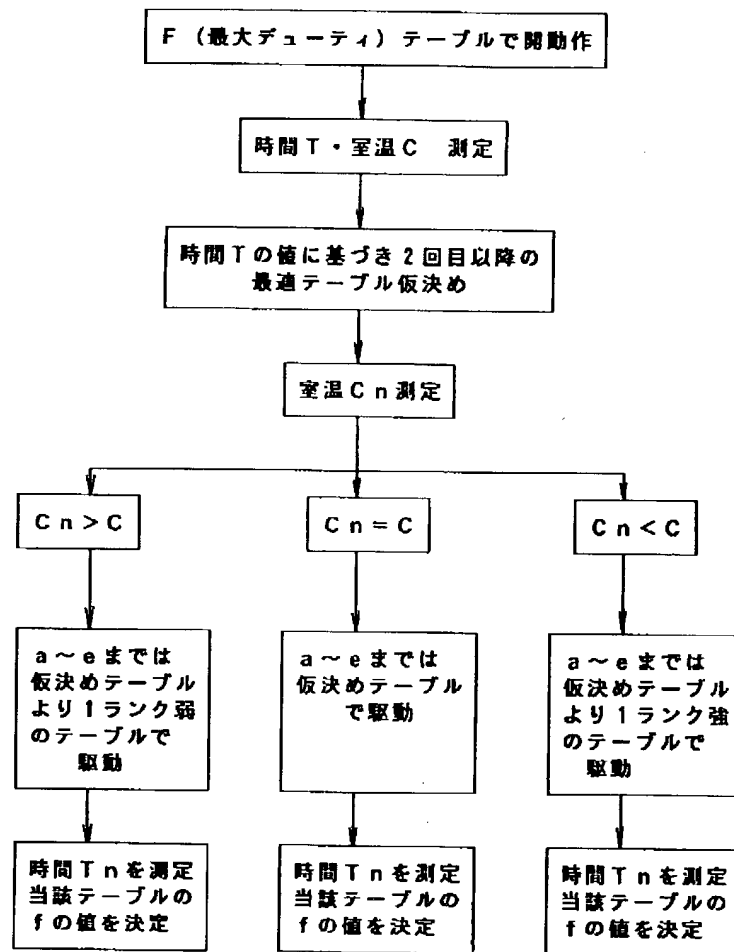 F（最大デューティ）テーブルで開動作
時間T・室温C　測定
時間Tの値に基づき2回目以降の
最適テーブル仮決め
室温Cn測定
Cn>C
Cn=C
Cn<C
a～eまでは
仮決めテーブル
より1ランク弱
のテーブルで
駆動
a～eまでは
仮決めテーブル
で駆動
a～eまでは
仮決めテーブル
より1ランク強
のテーブルで
駆動
時間Tnを測定
当該テーブルの
fの値を決定
時間Tnを測定
当該テーブルの
fの値を決定
時間Tnを測定
当該テーブルの
fの値を決定